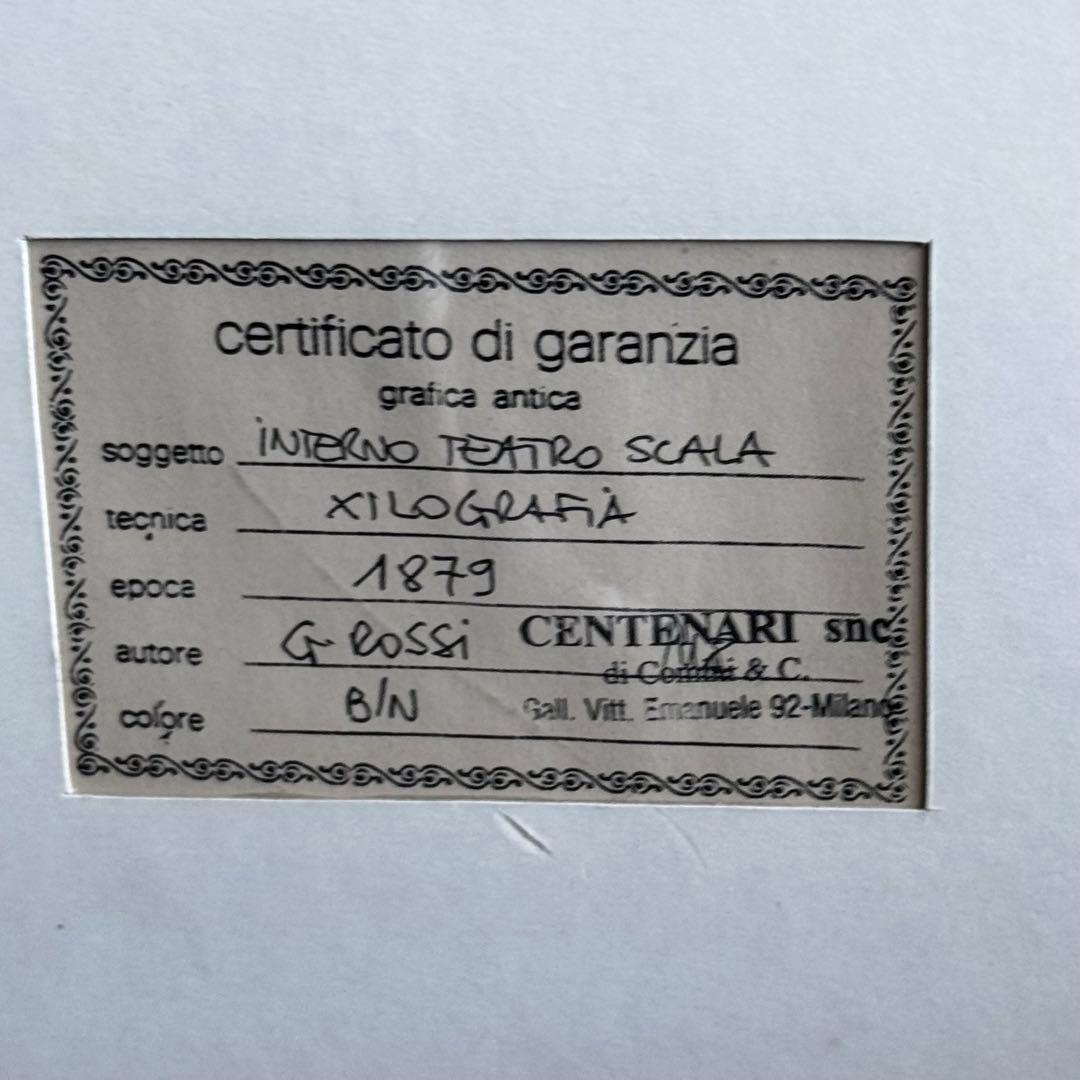 certificato di garanzia
grafica antica
soggetto INTERNO TEATRO SCALA
tecnica XILOGRAFIA
epoca 1879
autore G. ROSSi
CENTENARI snc
di & C.
colore B/N
Gall. Vitt. Emanuele 92-Milano